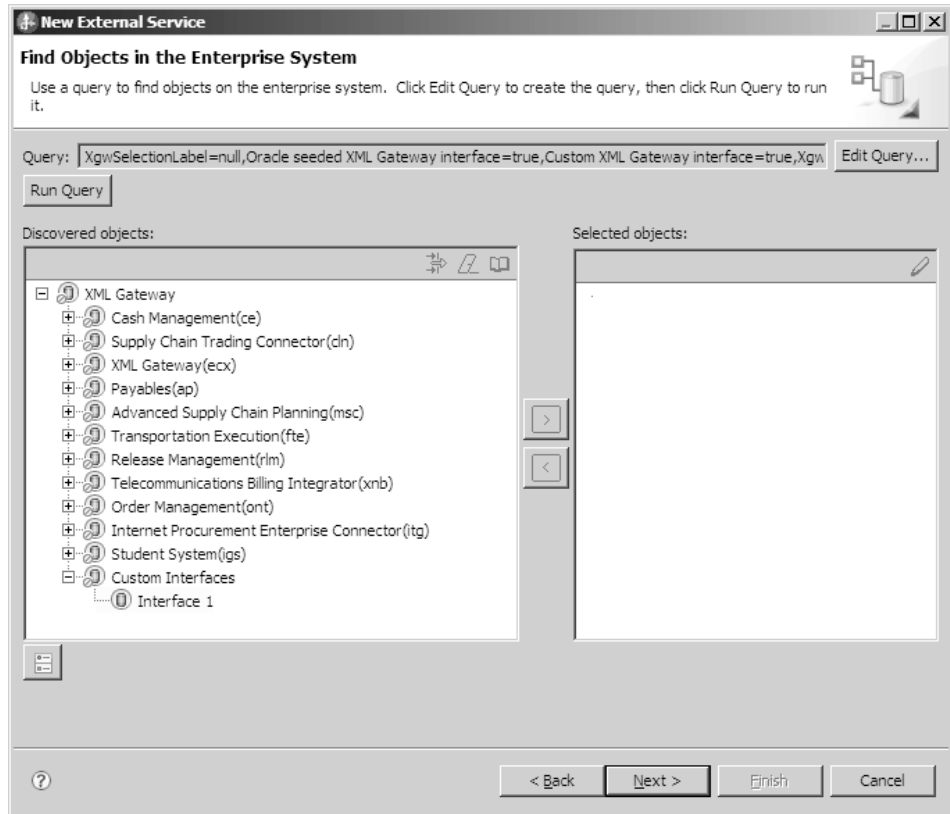 New External Service
Find Objects in the Enterprise System
Use a query to find objects on the enterprise system. Click Edit Query to create the query, then click Run Query to run
it.
Query: XgwSelectionLabel=null,Oracle seeded XML Gateway interface=true,Custom XML Gateway interface=true,Xgw Edit Query...
Run Query
Discovered objects: Selected objects:
XML Gateway
Cash Management(ce)
Supply Chain Trading Connector(cln)
XML Gateway(ecx)
Payables(ap)
Advanced Supply Chain Planning(msc)
Transportation Execution(fte)
Release Management(rlm)
Telecommunications Billing Integrator(xnb)
Order Management(ont)
Internet Procurement Enterprise Connector(itg)
Student System(igs)
Custom Interfaces
Interface 1
< Back Next > Finish Cancel